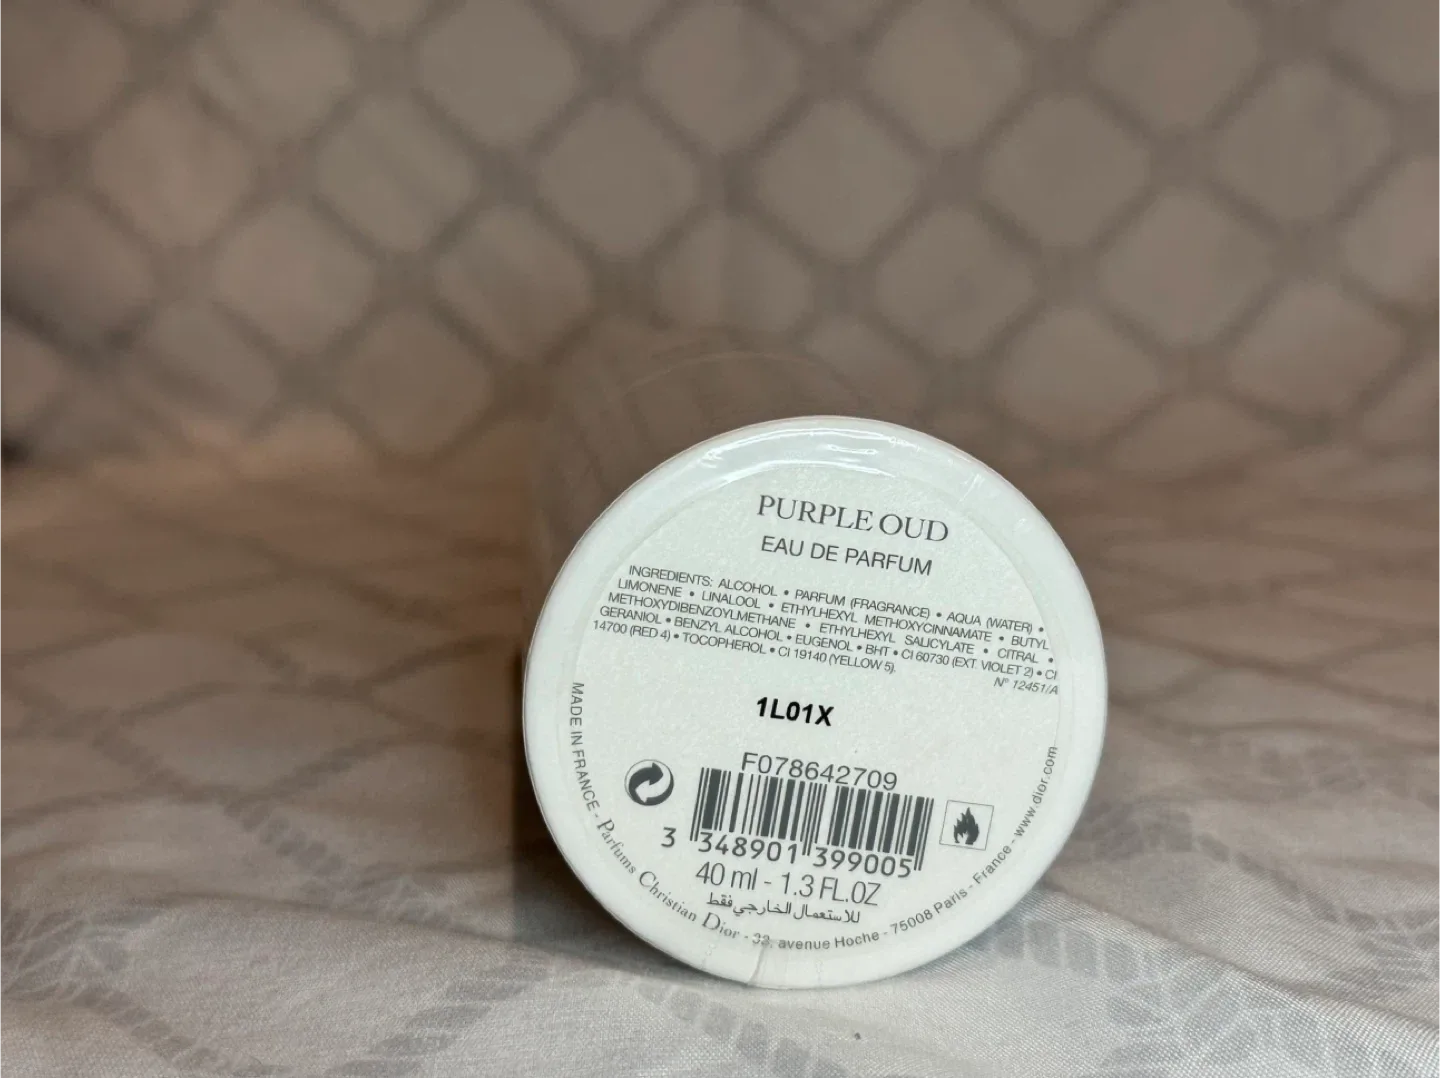 PURPLE OUD
EAU DE PARFUM
INGREDIENTS: ALCOHOL • PARFUM (FRAGRANCE) • AQUA (WATER) •
LIMONENE • LINALOOL • ETHYLHEXYL METHOXYCINNAMATE • BUTYL
METHOXYDIBENZOYLMETHANE • ETHYLHEXYL SALICYLATE • CITRAL •
GERANIOL • BENZYL ALCOHOL • EUGENOL • BHT • CI 60730 (EXT. VIOLET 2) • CI
14700 (RED 4) • TOCOPHEROL • CI 19140 (YELLOW 5).
N° 12451/A
1L01X
F078642709
3 348901 399005
40 ml - 1.3 FL.OZ
للاستعمال الخارجي فقط
MADE IN FRANCE - Parfums Christian Dior - 33, avenue Hoche - 75008 Paris - France - www.dior.com